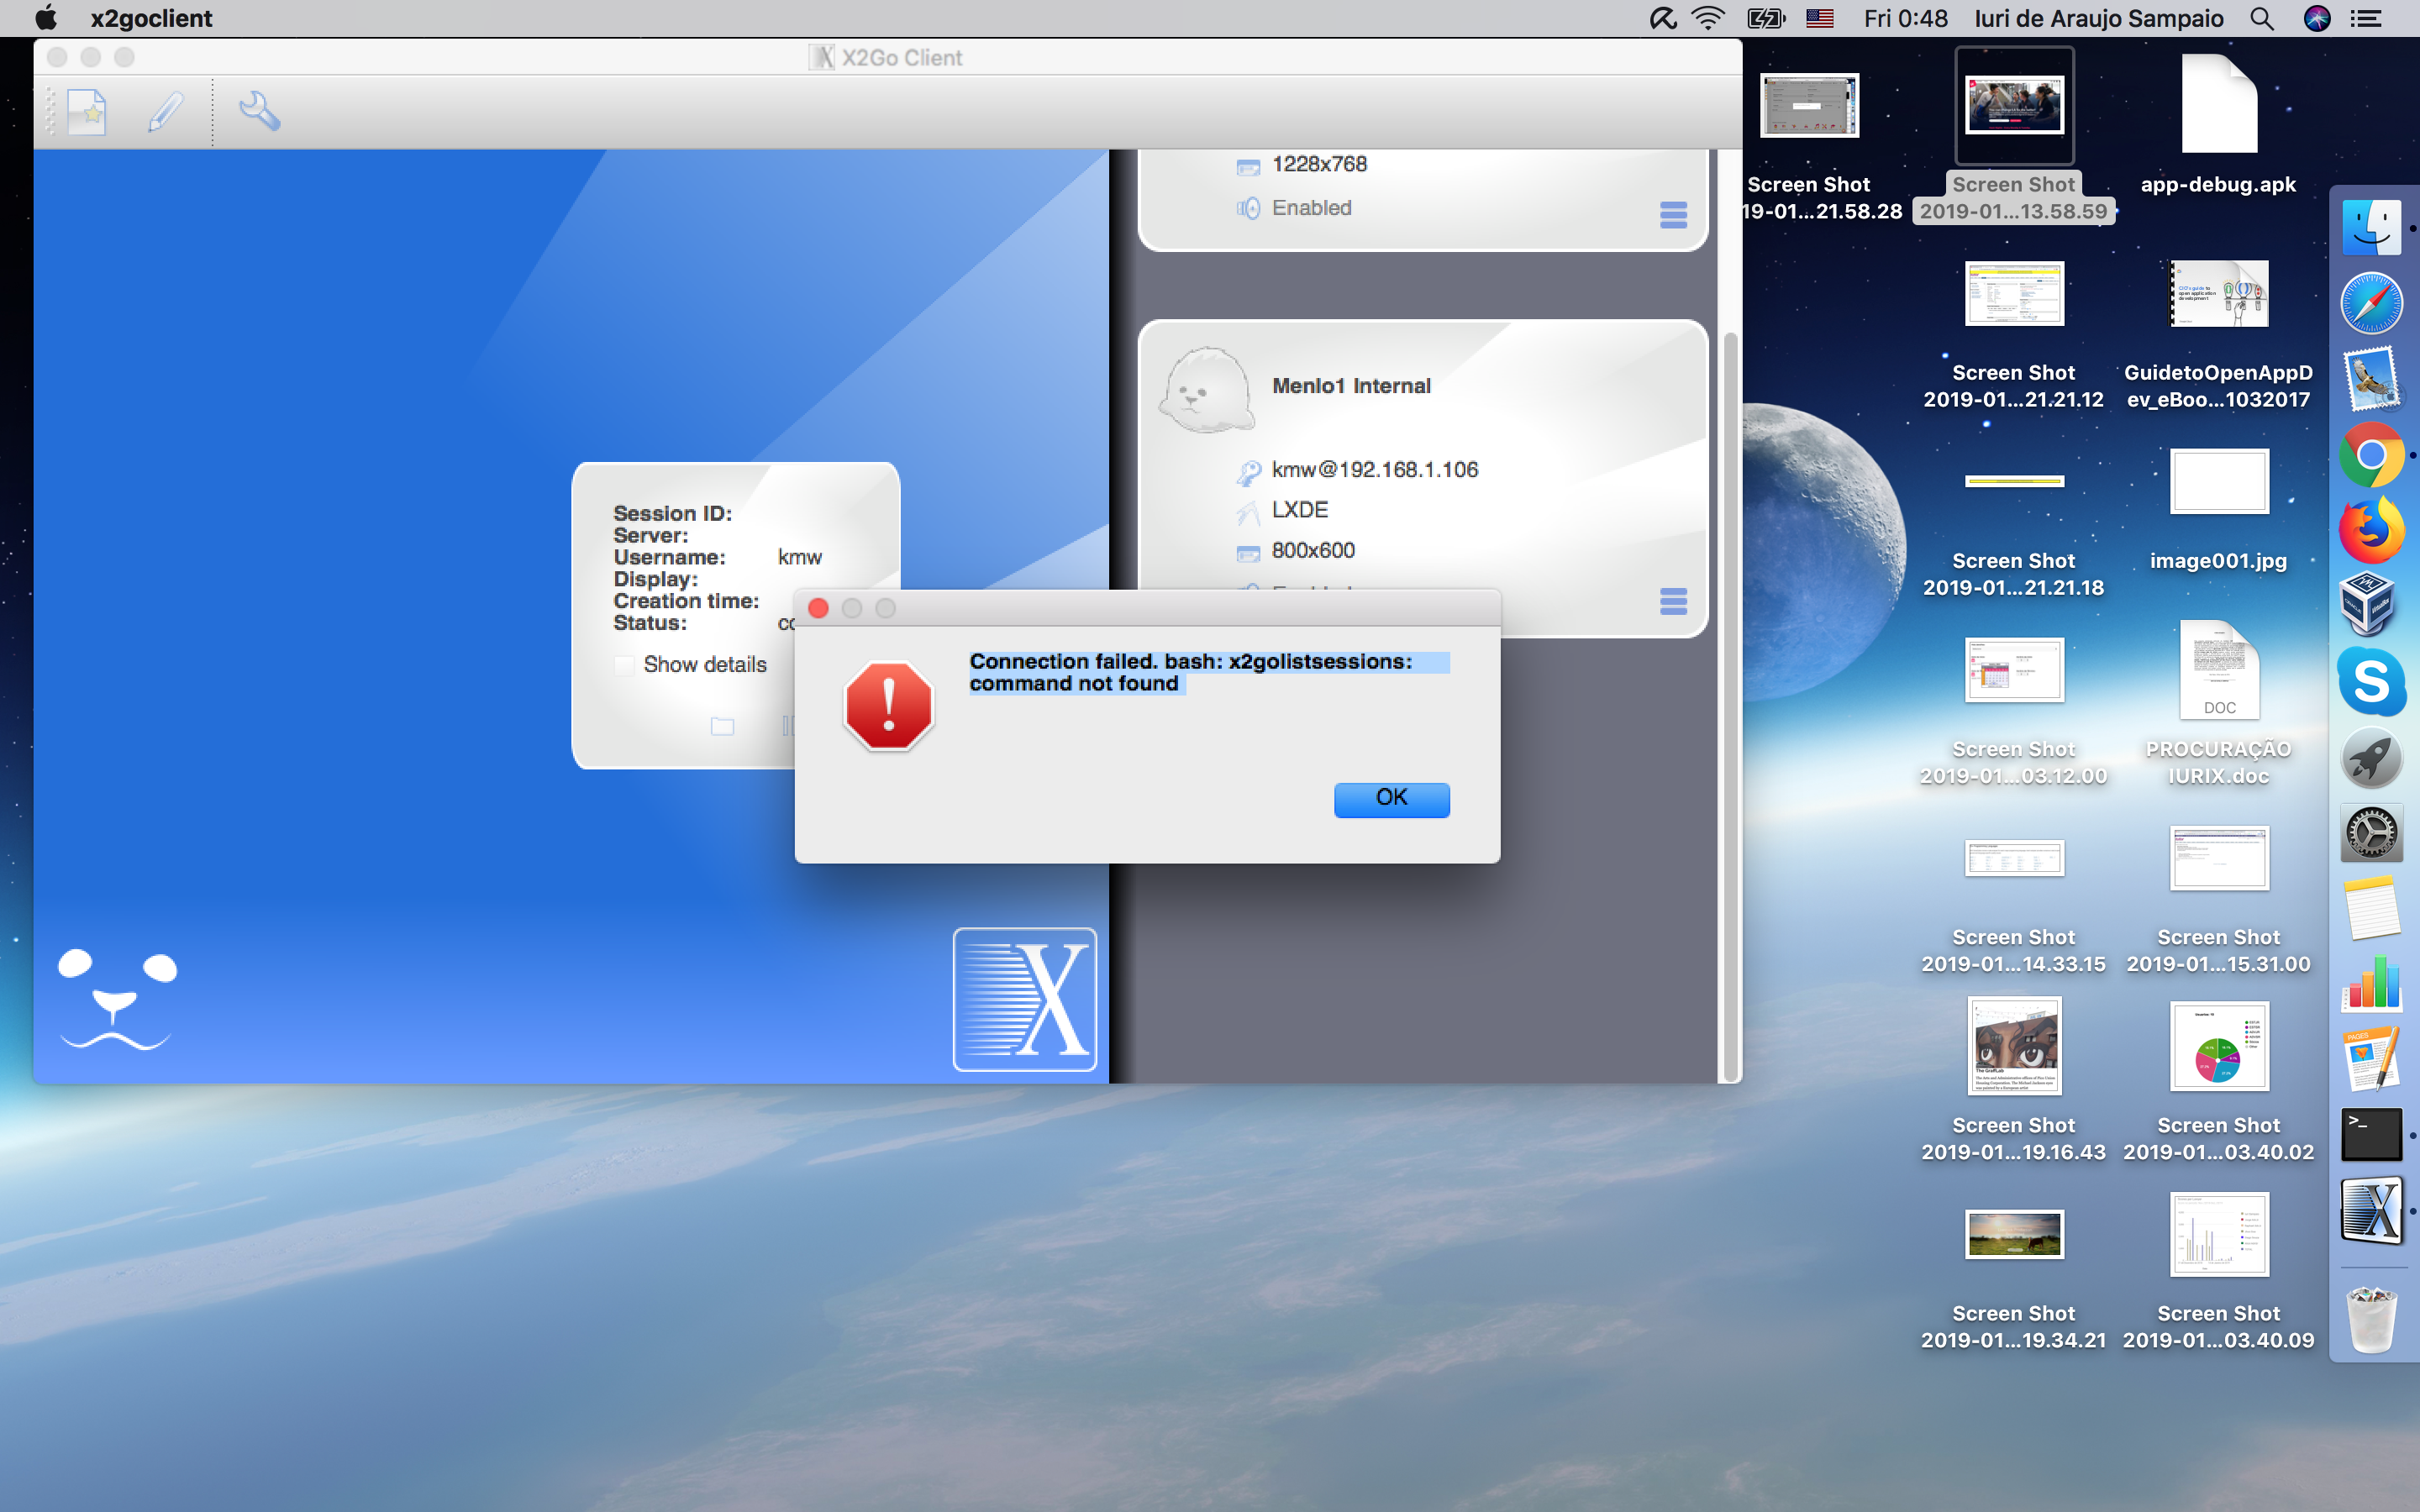 x2goclient
Fri 0:48
Iuri de Araujo Sampaio
X2Go Client
1228x768
Enabled
Menlo1 Internal
kmw@192.168.1.106
LXDE
800x600
Session ID:
Server:
Username: kmw
Display:
Creation time:
Status:
Show details
Connection failed. bash: x2golistsessions:
command not found
OK
Screen Shot
19-01...21.58.28
Screen Shot
2019-01...13.58.59
app-debug.apk
Screen Shot
2019-01...21.21.12
GuidetoOpenAppD
ev_eBoo...1032017
Screen Shot
2019-01...21.21.18
image001.jpg
Screen Shot
2019-01...03.12.00
DOC
PROCURAÇÃO
IURIX.doc
Screen Shot
2019-01...14.33.15
Screen Shot
2019-01...15.31.00
The GraffLab
Screen Shot
2019-01...19.16.43
Screen Shot
2019-01...03.40.02
Screen Shot
2019-01...19.34.21
Screen Shot
2019-01...03.40.09
PAGES